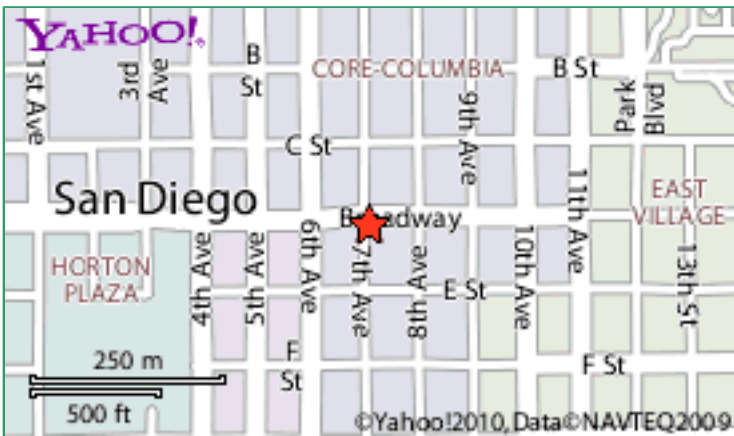 YAHOO!®
B
St
CORE-COLUMBIA
B St
1st Ave
3rd Ave
9th Ave
Park Blvd
C St
San Diego
Broadway
11th Ave
EAST
VILLAGE
HORTON
PLAZA
4th Ave
5th Ave
6th Ave
7th Ave
8th Ave
10th Ave
13th St
E St
250 m
F
St
F St
500 ft
©Yahoo!2010, Data©NAVTEQ2009